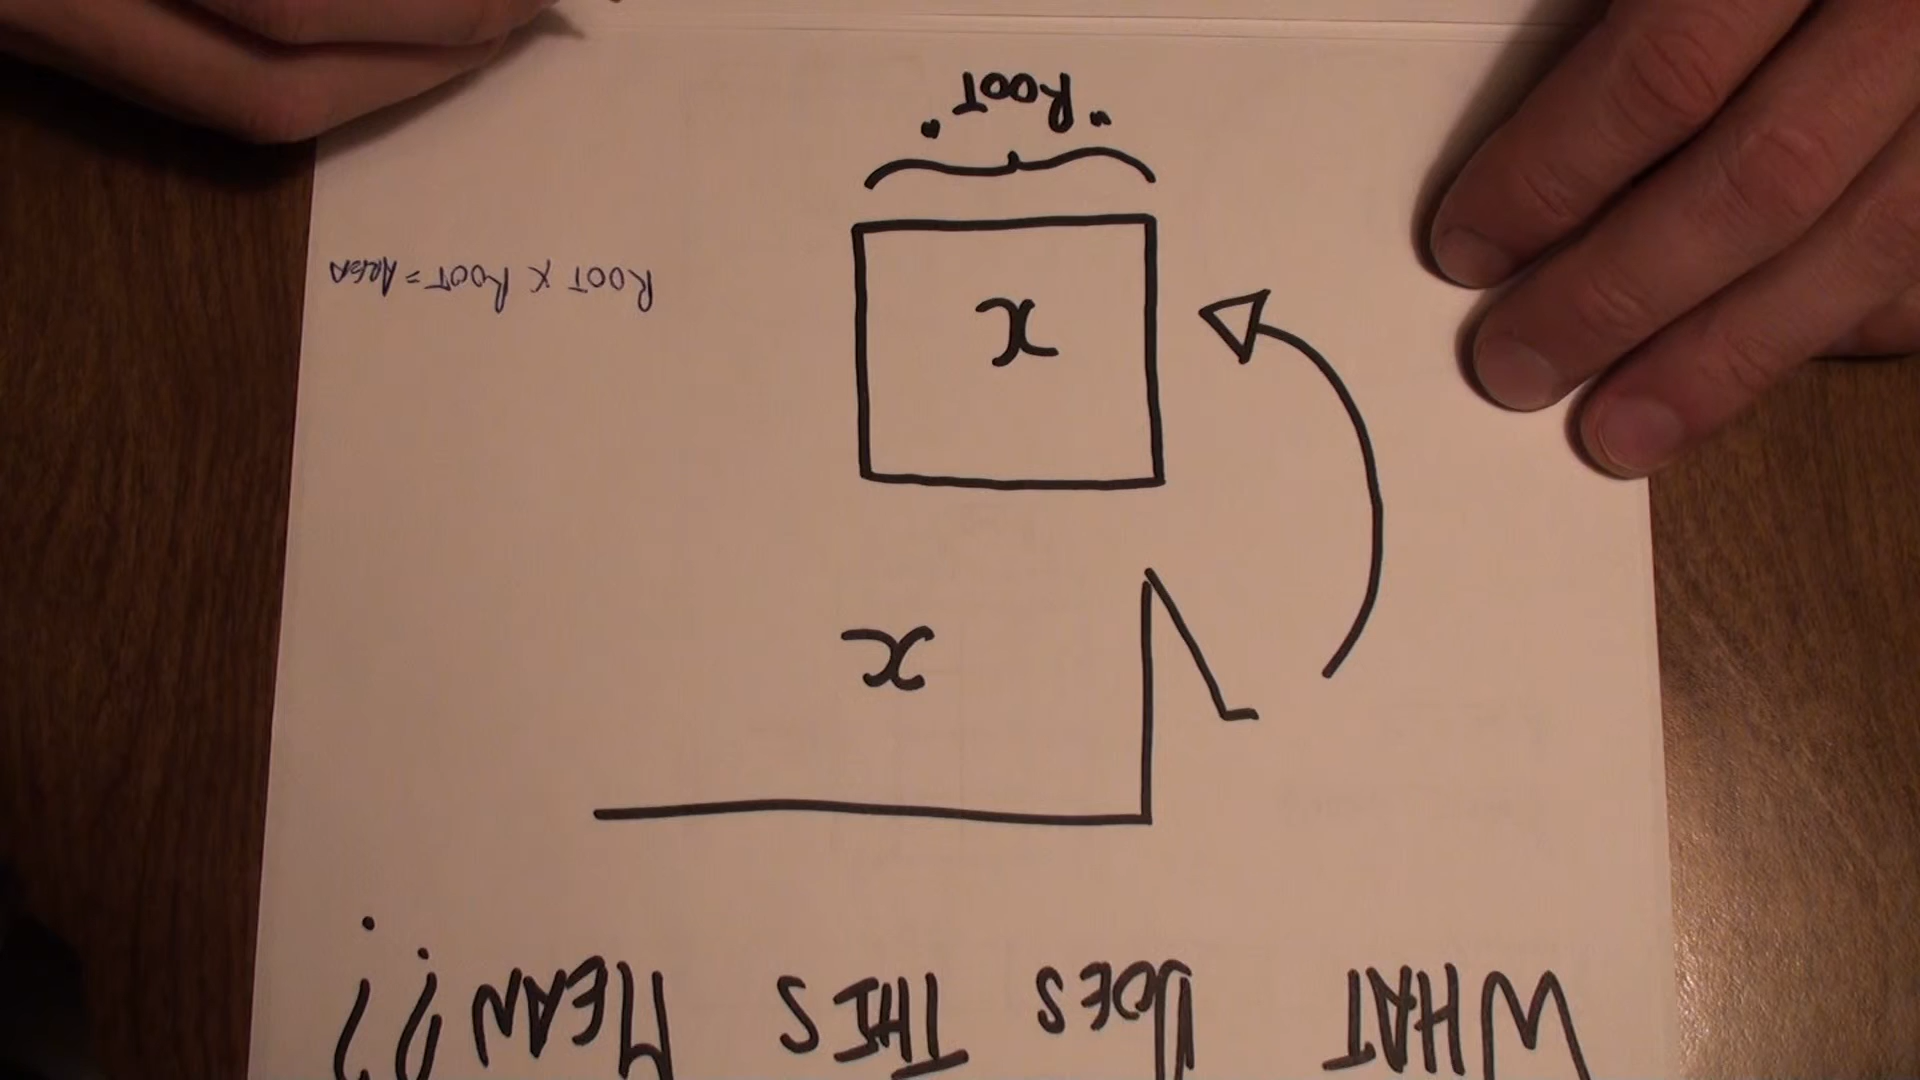 WHAT DOES THIS MEAN??
√x
x
ROOT X ROOT = AREA
"ROOT"